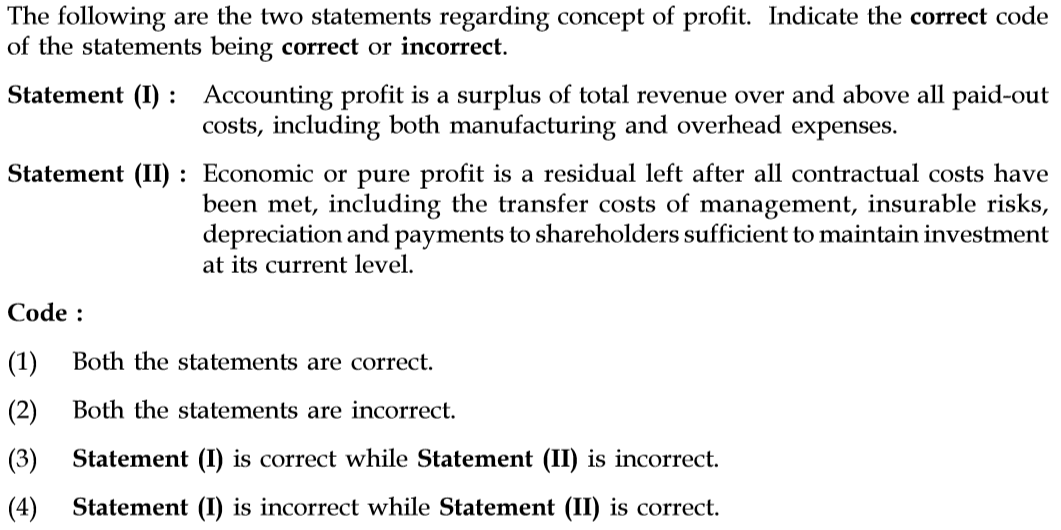 The following are the two statements regarding concept of profit. Indicate the correct code
of the statements being correct or incorrect.
Statement (I) : Accounting profit is a surplus of total revenue over and above all paid-out
costs, including both manufacturing and overhead expenses.
Statement (II) : Economic or pure profit is a residual left after all contractual costs have
been met, including the transfer costs of management, insurable risks,
depreciation and payments to shareholders sufficient to maintain investment
at its current level.
Code :
(1) Both the statements are correct.
(2) Both the statements are incorrect.
(3) Statement (I) is correct while Statement (II) is incorrect.
(4) Statement (I) is incorrect while Statement (II) is correct.